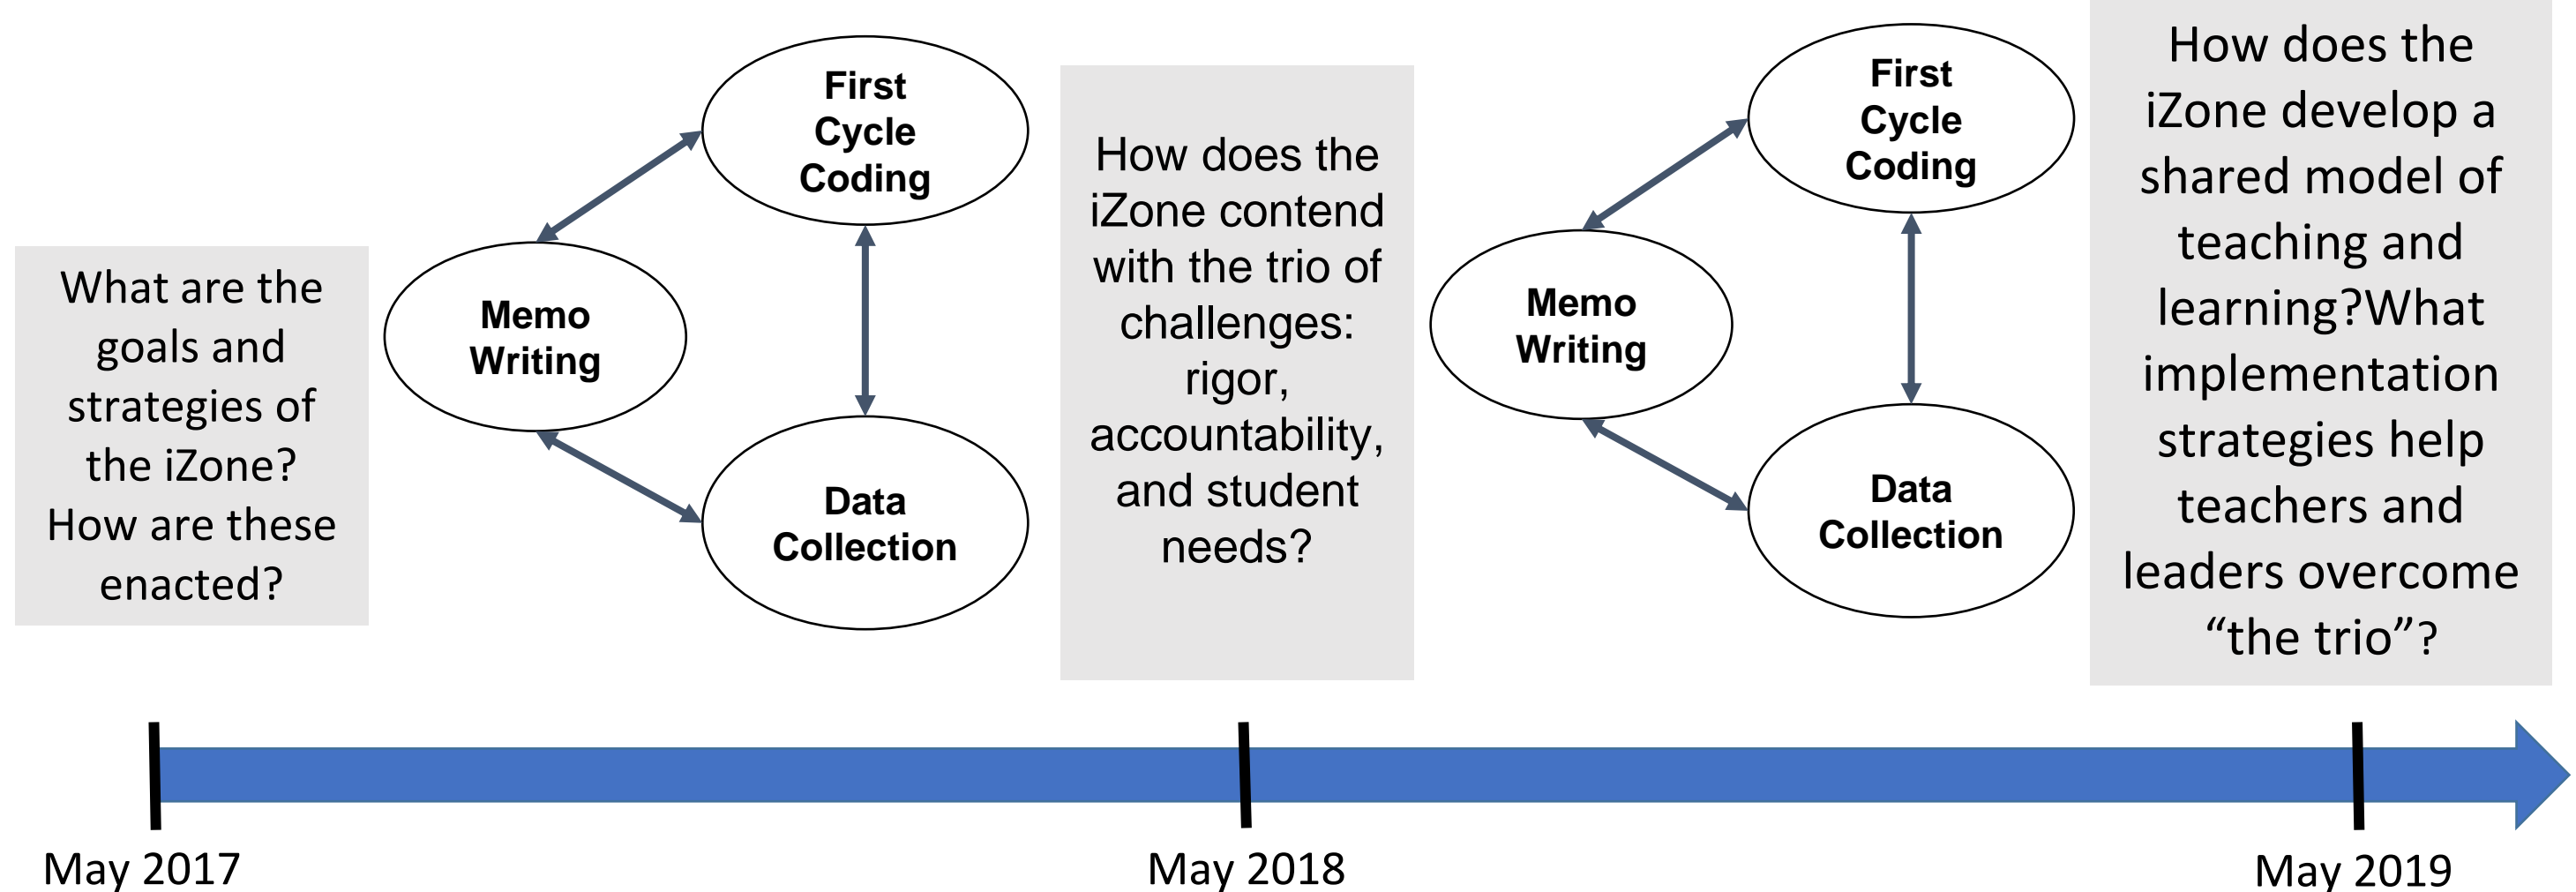 What are the
goals and
strategies of
the iZone?
How are these
enacted?
First
Cycle
Coding
Memo
Writing
Data
Collection
How does the
iZone contend
with the trio of
challenges:
rigor,
accountability,
and student
needs?
First
Cycle
Coding
Memo
Writing
Data
Collection
How does the
iZone develop a
shared model of
teaching and
learning?What
implementation
strategies help
teachers and
leaders overcome
“the trio”?
May 2017
May 2018
May 2019